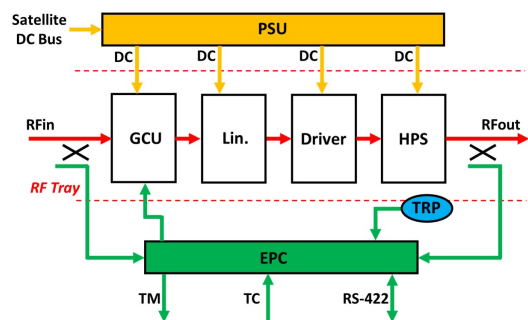 Satellite
DC Bus
PSU
DC
DC
DC
DC
RFin
GCU
Lin.
Driver
HPS
RFout
RF Tray
TRP
EPC
TM
TC
RS-422